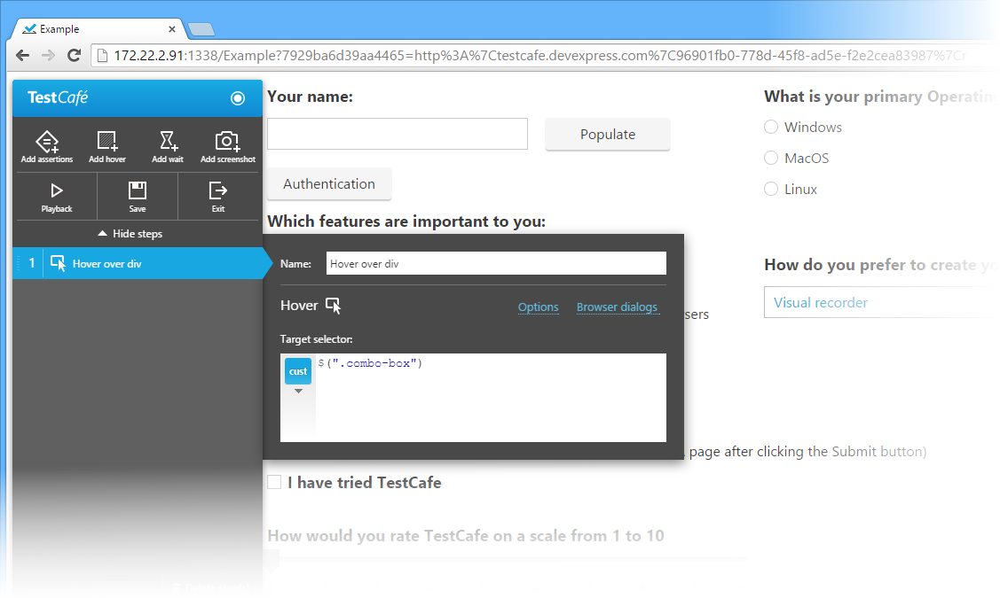 Example
172.22.2.91:1338/Example?7929ba6d39aa4465=http%3A%7Ctestcafe.devexpress.com%7C96901fb0-778d-45f8-ad5e-f2e2cea83987%7Cr
TestCafé
Add assertions
Add hover
Add wait
Add screenshot
Playback
Save
Exit
Hide steps
1 Hover over div
Your name:
Populate
Authentication
Which features are important to you:
Name: Hover over div
Hover
Options
Browser dialogs
Target selector:
cust
$(".combo-box")
sers
page after clicking the Submit button)
I have tried TestCafe
How would you rate TestCafe on a scale from 1 to 10
What is your primary Operating
Windows
MacOS
Linux
How do you prefer to create yo
Visual recorder